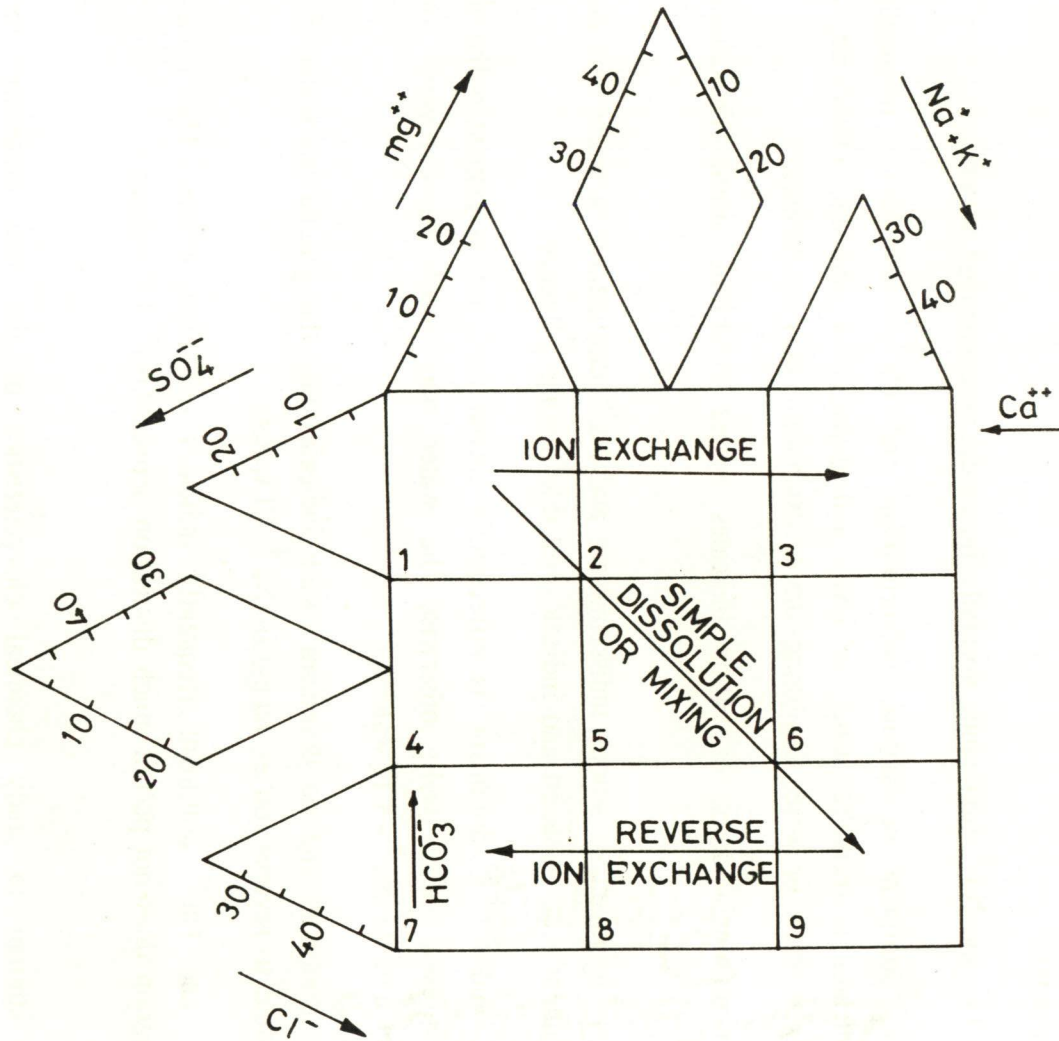 40
10
30
20
mg++
Na+ + K+
20
10
30
40
SO4--
10
20
Ca++
ION EXCHANGE
1
2
3
30
40
10
20
SIMPLE
DISSOLUTION
OR MIXING
4
5
6
HCO3--
REVERSE
ION EXCHANGE
30
40
7
8
9
Cl-